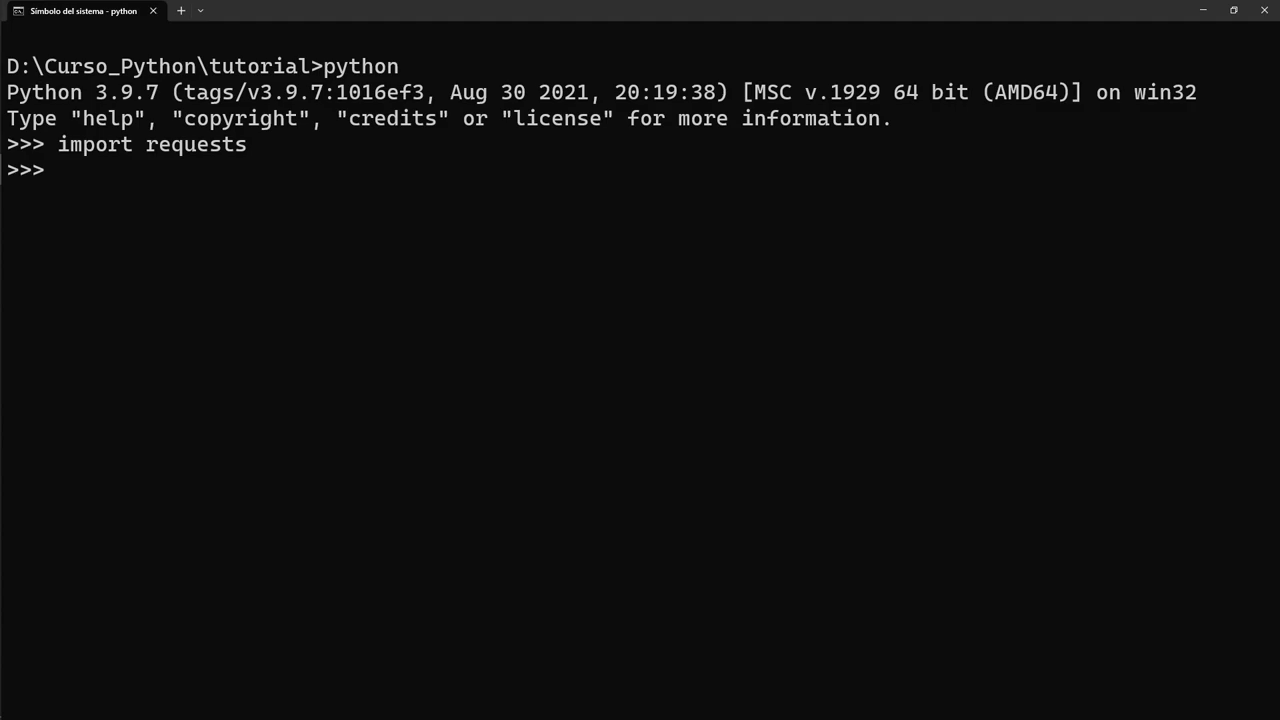 Símbolo del sistema - python
D:\Curso_Python\tutorial>python
Python 3.9.7 (tags/v3.9.7:1016ef3, Aug 30 2021, 20:19:38) [MSC v.1929 64 bit (AMD64)] on win32
Type "help", "copyright", "credits" or "license" for more information.
>>> import requests
>>>